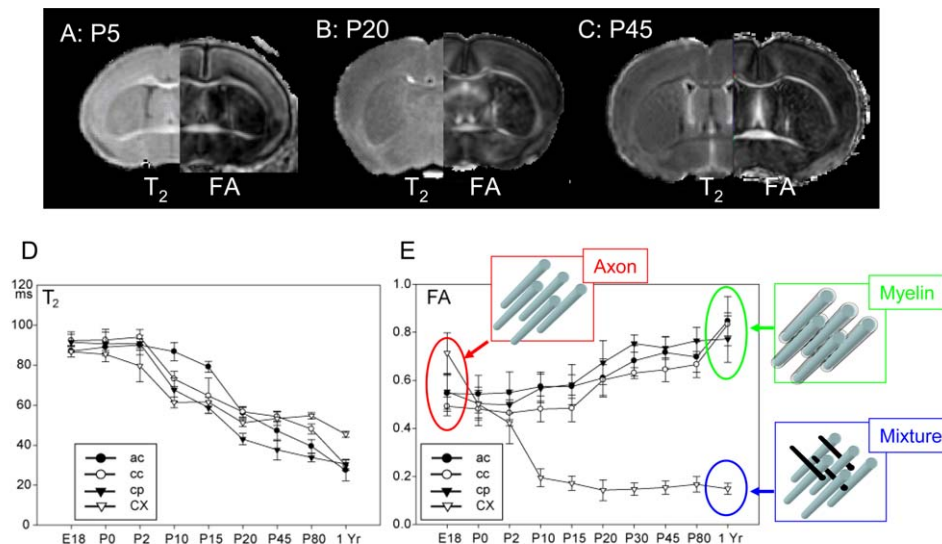 A: P5
B: P20
C: P45
T2
FA
T2
FA
T2
FA
D
120
ms
T2
100
80
60
40
20
0
ac
cc
cp
CX
E18 P0 P2 P10 P15 P20 P45 P80 1 Yr
E
1.0
FA
0.8
0.6
0.4
0.2
0.0
ac
cc
cp
CX
E18 P0 P2 P10 P15 P20 P30 P45 P80 1 Yr
Axon
Myelin
Mixture